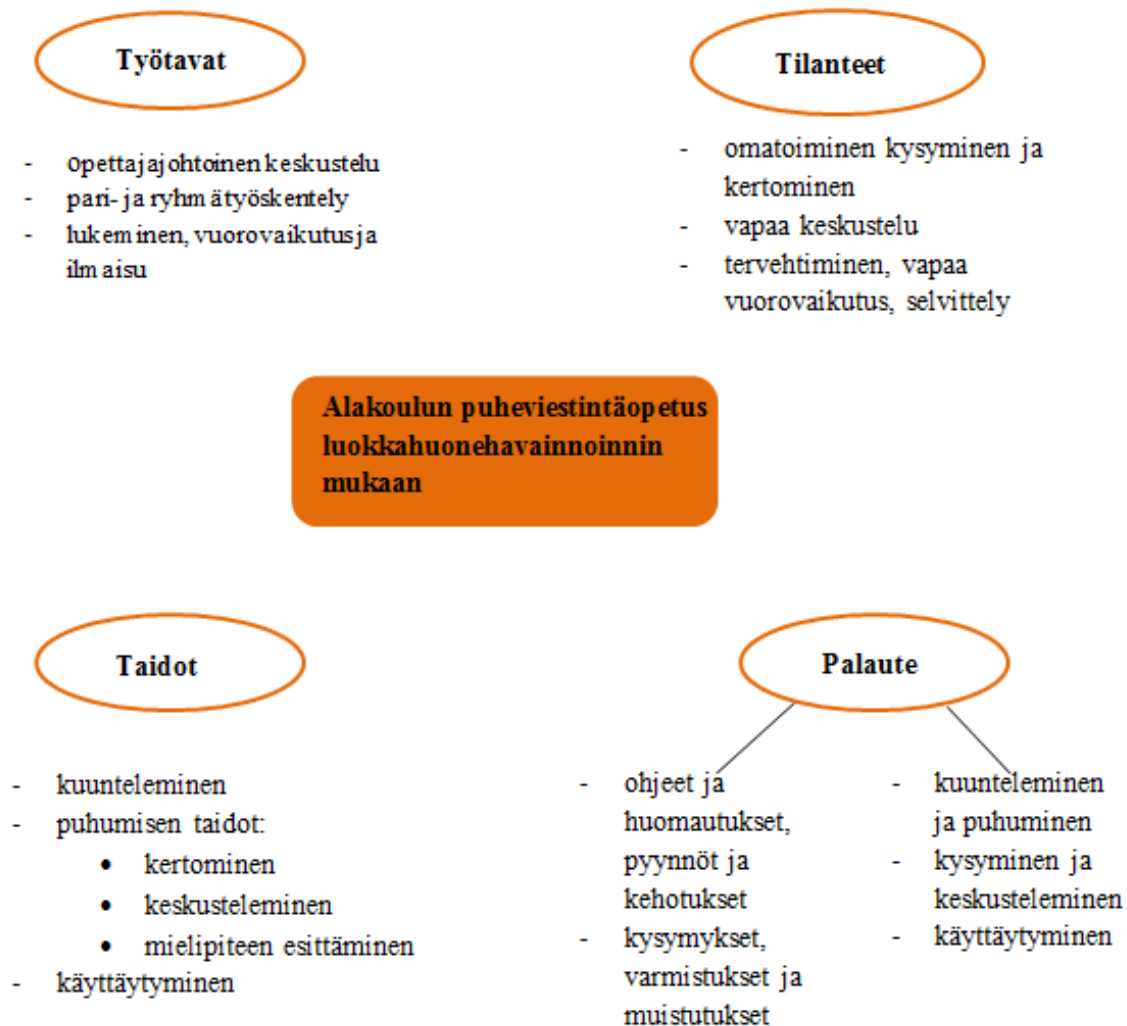 Työtavat
- opettajajohtoinen keskustelu
- pari- ja ryhmätyöskentely
- lukeminen, vuorovaikutus ja
ilmaisu
Tilanteet
- omatoiminen kysyminen ja
kertominen
- vapaa keskustelu
- tervehtiminen, vapaa
vuorovaikutus, selvittely
Alakoulun puheviestintäopetus
luokkahuonehavainnoinnin
mukaan
Taidot
- kuunteleminen
- puhumisen taidot:
• kertominen
• keskusteleminen
• mielipiteen esittäminen
- käyttäytyminen
Palaute
- ohjeet ja
huomautukset,
pyynnöt ja
kehotukset
- kysymykset,
varmistukset ja
muistutukset
- kuunteleminen
ja puhuminen
- kysyminen ja
keskusteleminen
- käyttäytyminen